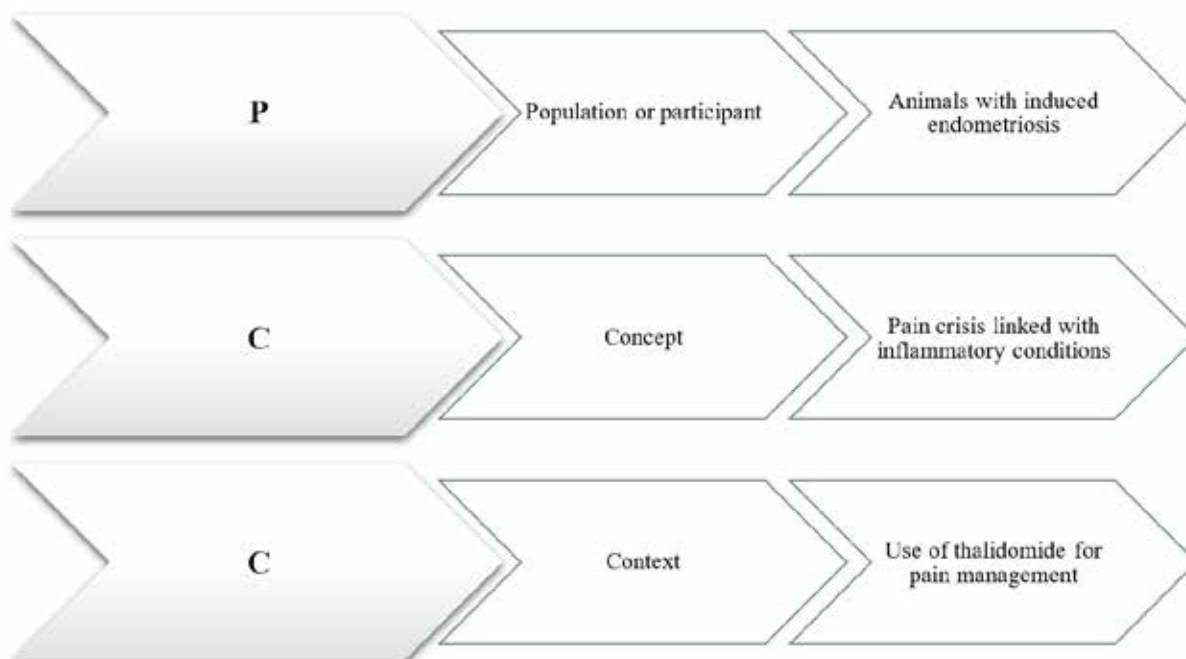 P
Population or participant
Animals with induced
endometriosis
C
Concept
Pain crisis linked with
inflammatory conditions
C
Context
Use of thalidomide for
pain management